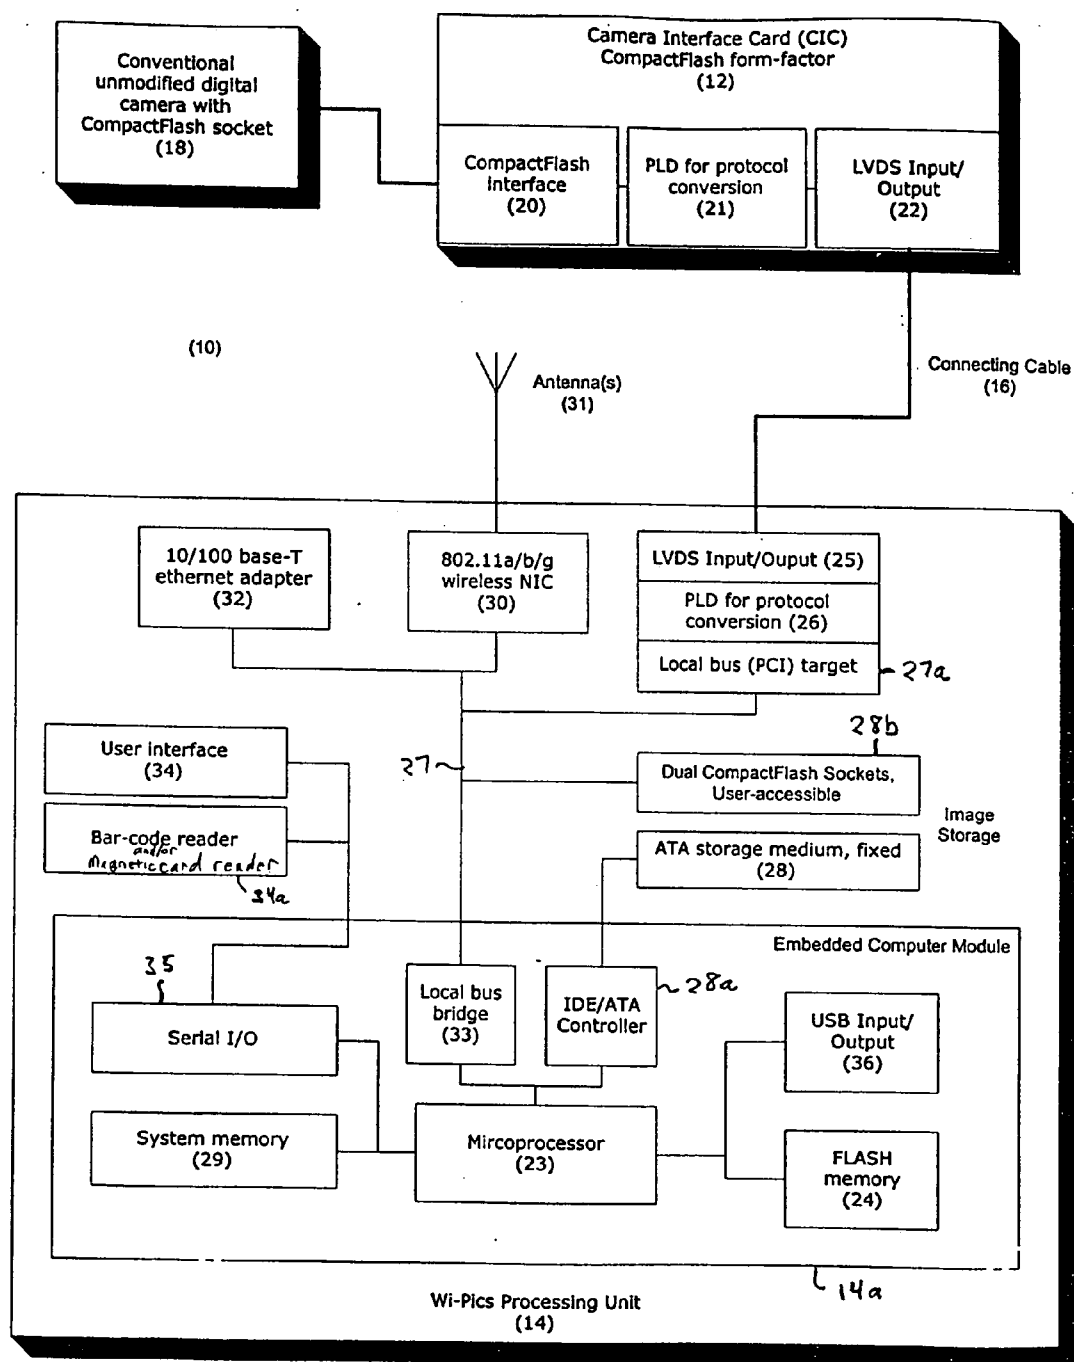 Conventional
unmodified digital
camera with
CompactFlash socket
(18)
Camera Interface Card (CIC)
CompactFlash form-factor
(12)
CompactFlash
interface
(20)
PLD for protocol
conversion
(21)
LVDS Input/
Output
(22)
(10)
Antenna(s)
(31)
Connecting Cable
(16)
10/100 base-T
ethernet adapter
(32)
802.11a/b/g
wireless NIC
(30)
LVDS Input/Ouput (25)
PLD for protocol
conversion (26)
Local bus (PCI) target
27a
28b
User interface
(34)
27
Dual CompactFlash Sockets,
User-accessible
Image
Storage
Bar-code reader
and/or
Magnetic card reader
34a
ATA storage medium, fixed
(28)
Embedded Computer Module
35
Serial I/O
Local bus
bridge
(33)
IDE/ATA
Controller
28a
USB Input/
Output
(36)
System memory
(29)
Mircoprocessor
(23)
FLASH
memory
(24)
14a
Wi-Pics Processing Unit
(14)